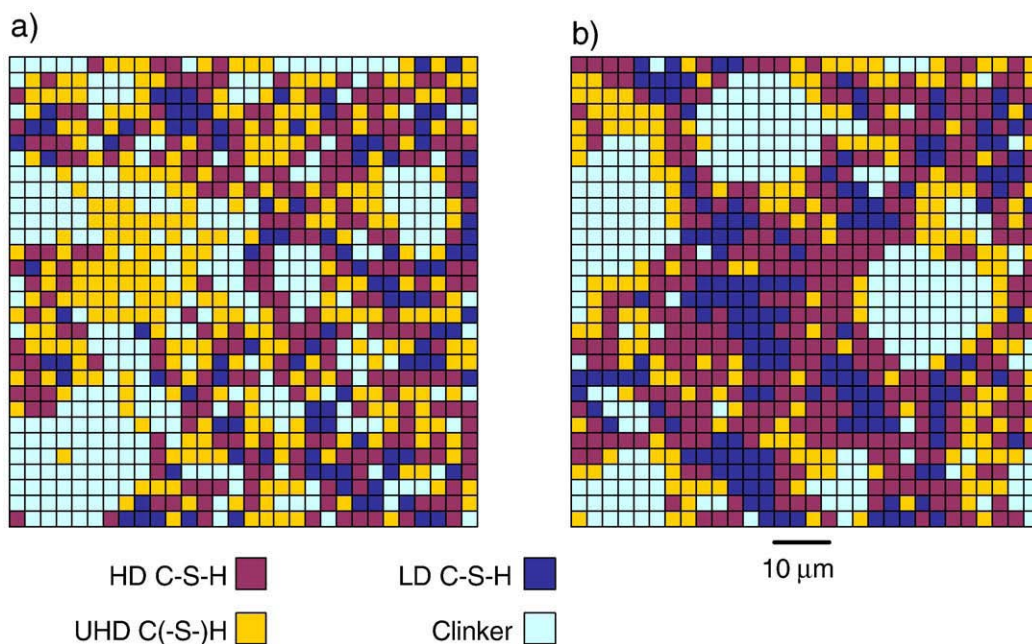 a)
b)
10 μm
HD C-S-H
LD C-S-H
UHD C(-S-)H
Clinker